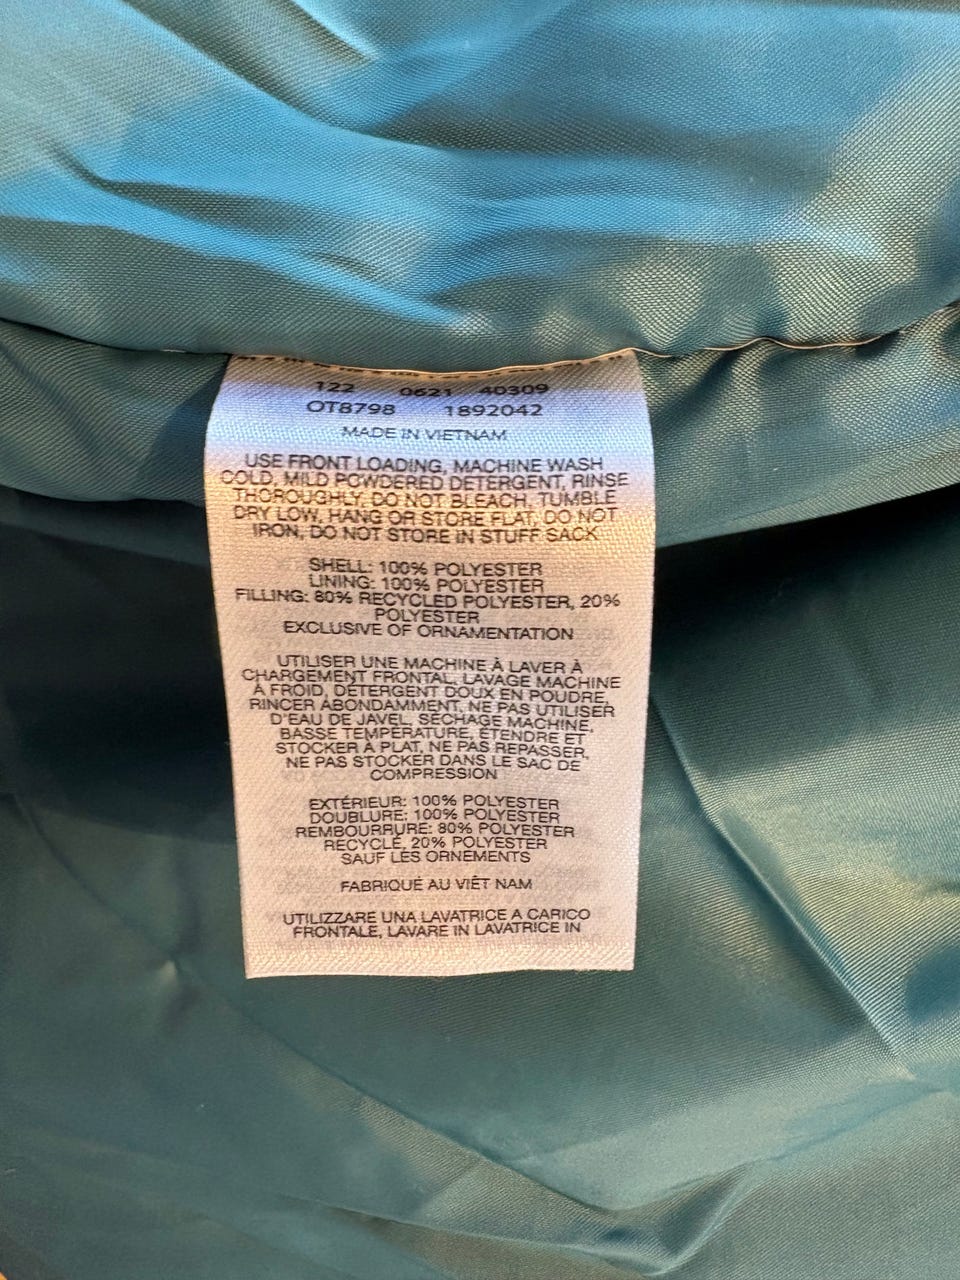 122 0621 40309
OT8798 1892042
MADE IN VIETNAM
USE FRONT LOADING, MACHINE WASH
COLD, MILD POWDERED DETERGENT, RINSE
THOROUGHLY, DO NOT BLEACH, TUMBLE
DRY LOW, HANG OR STORE FLAT, DO NOT
IRON, DO NOT STORE IN STUFF SACK
SHELL: 100% POLYESTER
LINING: 100% POLYESTER
FILLING: 80% RECYCLED POLYESTER, 20%
POLYESTER
EXCLUSIVE OF ORNAMENTATION
UTILISER UNE MACHINE À LAVER À
CHARGEMENT FRONTAL, LAVAGE MACHINE
À FROID, DÉTERGENT DOUX EN POUDRE,
RINCER ABONDAMMENT, NE PAS UTILISER
D'EAU DE JAVEL, SÉCHAGE MACHINE,
BASSE TEMPÉRATURE, ÉTENDRE ET
STOCKER À PLAT, NE PAS REPASSER,
NE PAS STOCKER DANS LE SAC DE
COMPRESSION
EXTÉRIEUR: 100% POLYESTER
DOUBLURE: 100% POLYESTER
REMBOURRURE: 80% POLYESTER
RECYCLÉ, 20% POLYESTER
SAUF LES ORNEMENTS
FABRIQUÉ AU VIÊT NAM
UTILIZZARE UNA LAVATRICE A CARICO
FRONTALE, LAVARE IN LAVATRICE IN